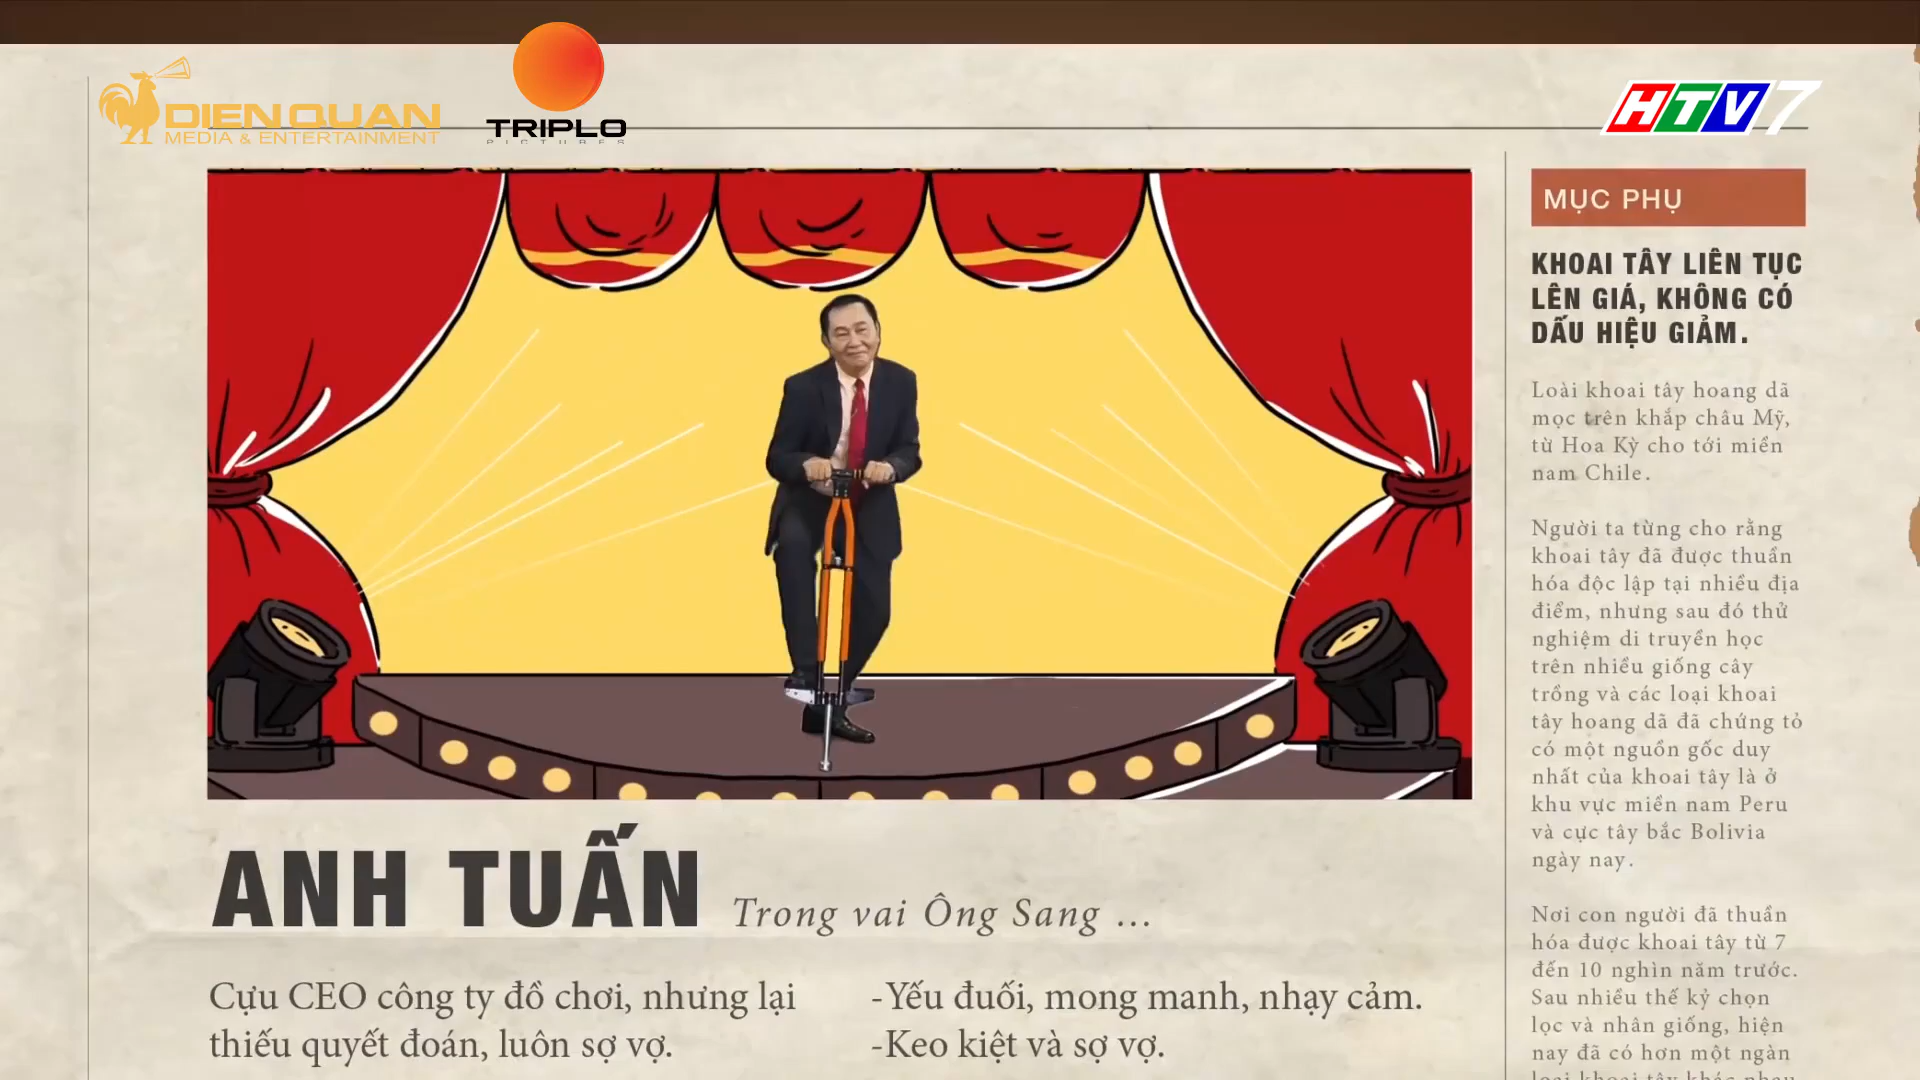 DIENQUAN
MEDIA & ENTERTAINMENT
TRIPLO
PICTURES
HTV7
ANH TUẤN Trong vai Ông Sang ...
Cựu CEO công ty đồ chơi, nhưng lại
thiếu quyết đoán, luôn sợ vợ.
-Yếu đuối, mong manh, nhạy cảm.
-Keo kiệt và sợ vợ.
MỤC PHỤ
KHOAI TÂY LIÊN TỤC
LÊN GIÁ, KHÔNG CÓ
DẤU HIỆU GIẢM.
Loài khoai tây hoang dã
mọc trên khắp châu Mỹ,
từ Hoa Kỳ cho tới miền
nam Chile.
Người ta từng cho rằng
khoai tây đã được thuần
hóa độc lập tại nhiều địa
điểm, nhưng sau đó thử
nghiệm di truyền học
trên nhiều giống cây
trồng và các loại khoai
tây hoang dã đã chứng tỏ
có một nguồn gốc duy
nhất của khoai tây là ở
khu vực miền nam Peru
và cực tây bắc Bolivia
ngày nay.
Nơi con người đã thuần
hóa được khoai tây từ 7
đến 10 nghìn năm trước.
Sau nhiều thế kỷ chọn
lọc và nhân giống, hiện
nay đã có hơn một ngàn
loại khoai tây khác nhau